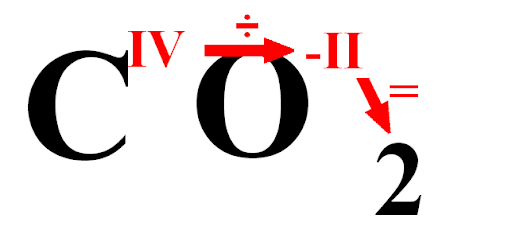 C IV ÷ O -II =
2